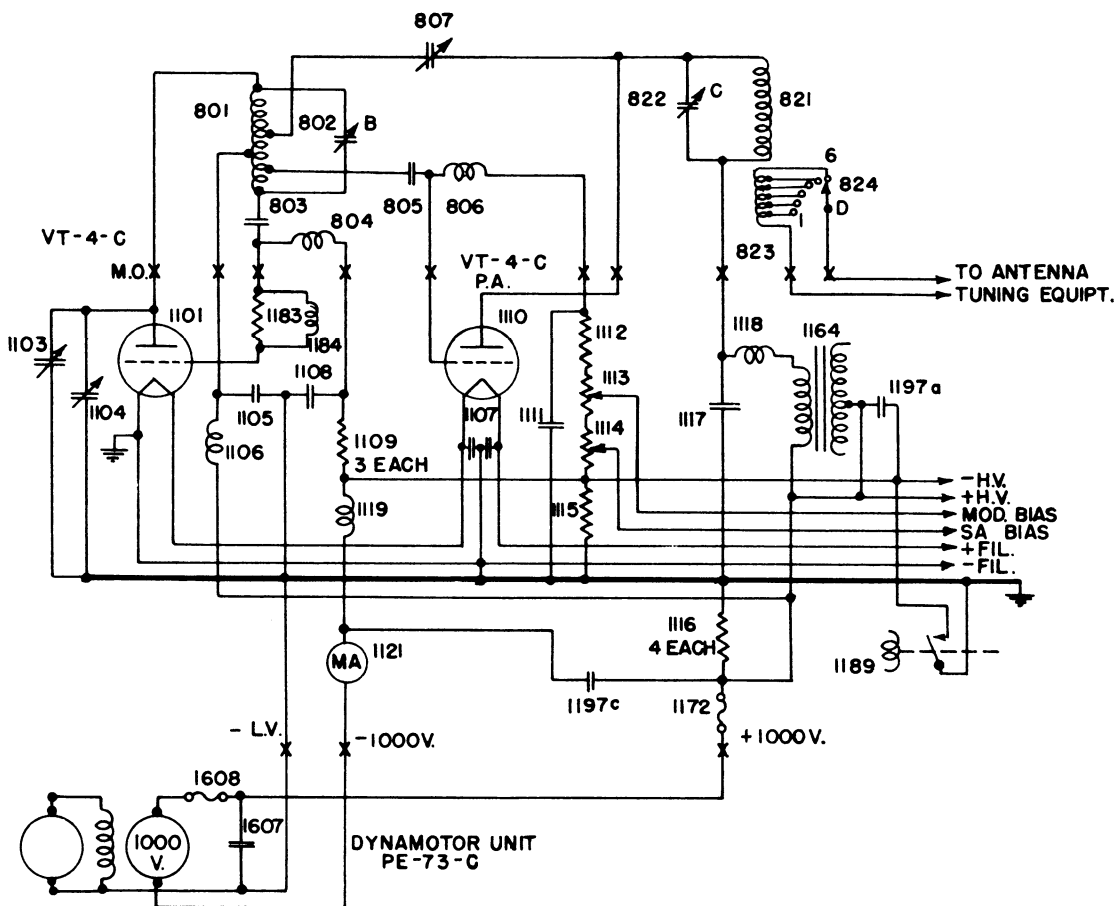 807
801
802
B
822
C
821
6
824
D
1
803
804
805
806
823
VT-4-C
M.O.
VT-4-C
P.A.
TO ANTENNA
TUNING EQUIPT.
1101
1183
1184
1110
1112
1118
1164
1103
1104
1108
1105
1113
1197a
1106
1109
3 EACH
1107
1111
1114
1117
1119
1115
-H.V.
+H.V.
MOD. BIAS
SA BIAS
+FIL.
-FIL.
1116
4 EACH
1121
MA
1189
1197c
1172
- L.V.
-1000V.
+1000V.
1608
1607
1000
V.
DYNAMOTOR UNIT
PE-73-C